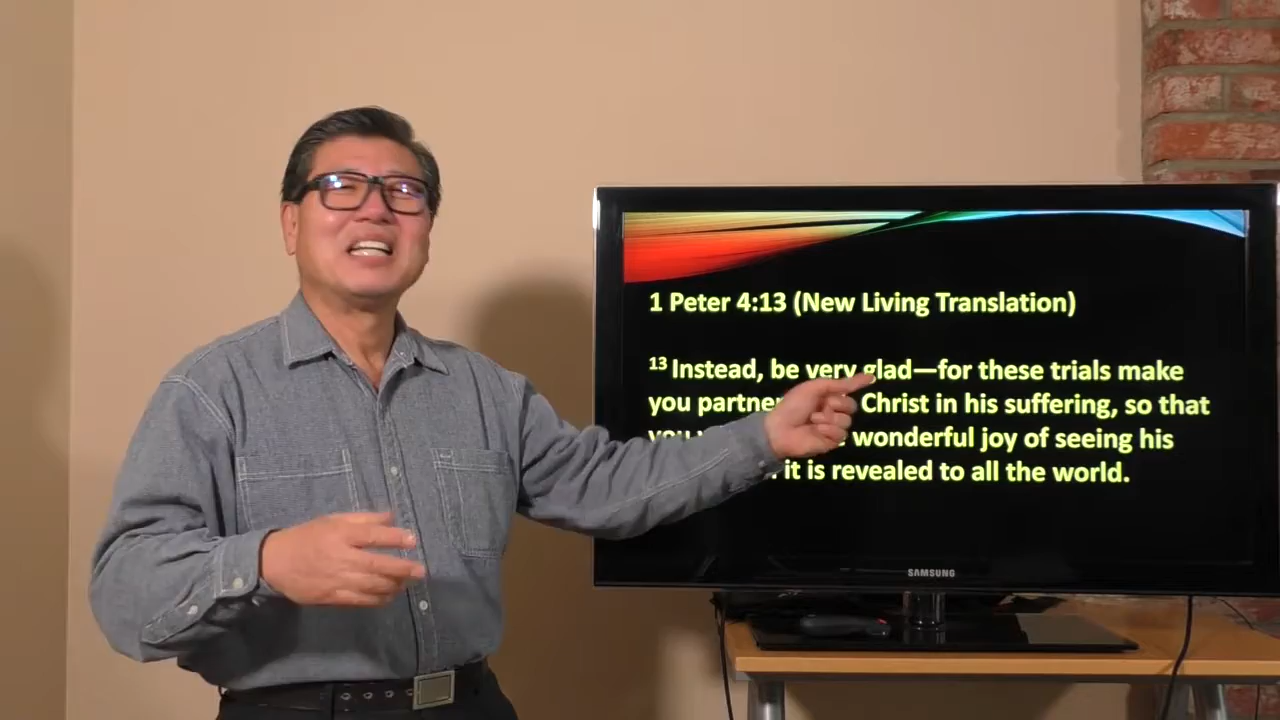 1 Peter 4:13 (New Living Translation)
13 Instead, be very glad—for these trials make
you Christ in his suffering, so that
you wonderful joy of seeing his
it is revealed to all the world.
SAMSUNG